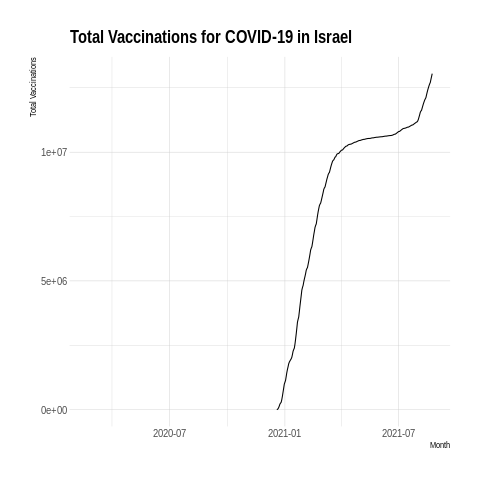 Total Vaccinations for COVID-19 in Israel
Total Vaccinations
1e+07
5e+06
0e+00
2020-07 2021-01 2021-07
Month